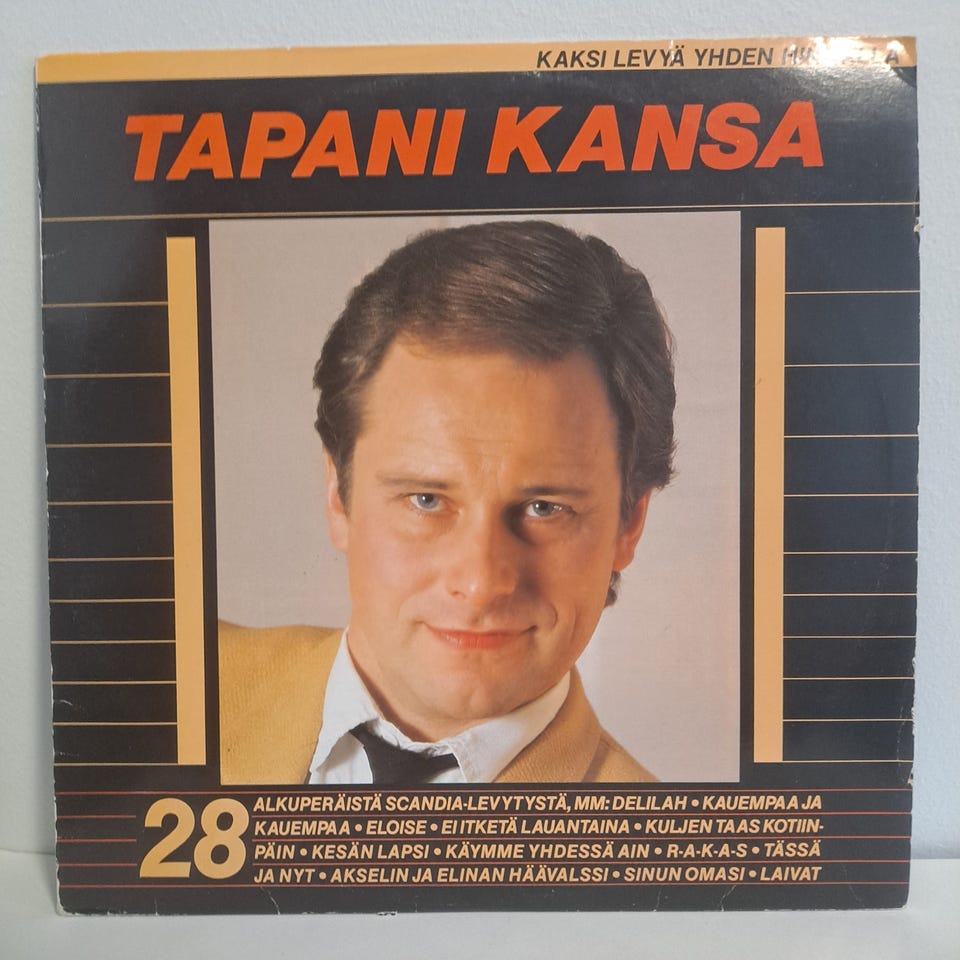 KAKSI LEVYÄ YHDEN
TAPANI KANSA
28
ALKUPERÄISTÄ SCANDIA-LEVYTYSTÄ, MM: DELILAH • KAUEMPAA JA
KAUEMPAA • ELOISE • EI ITKETÄ LAUANTAINA • KULJEN TAAS KOTIIN-
PÄIN • KESÄN LAPSI • KÄYMME YHDESSÄ AIN • R-A-K-A-S • TÄSSÄ
JA NYT • AKSELIN JA ELINAN HÄÄVALSSI • SINUN OMASI • LAIVAT